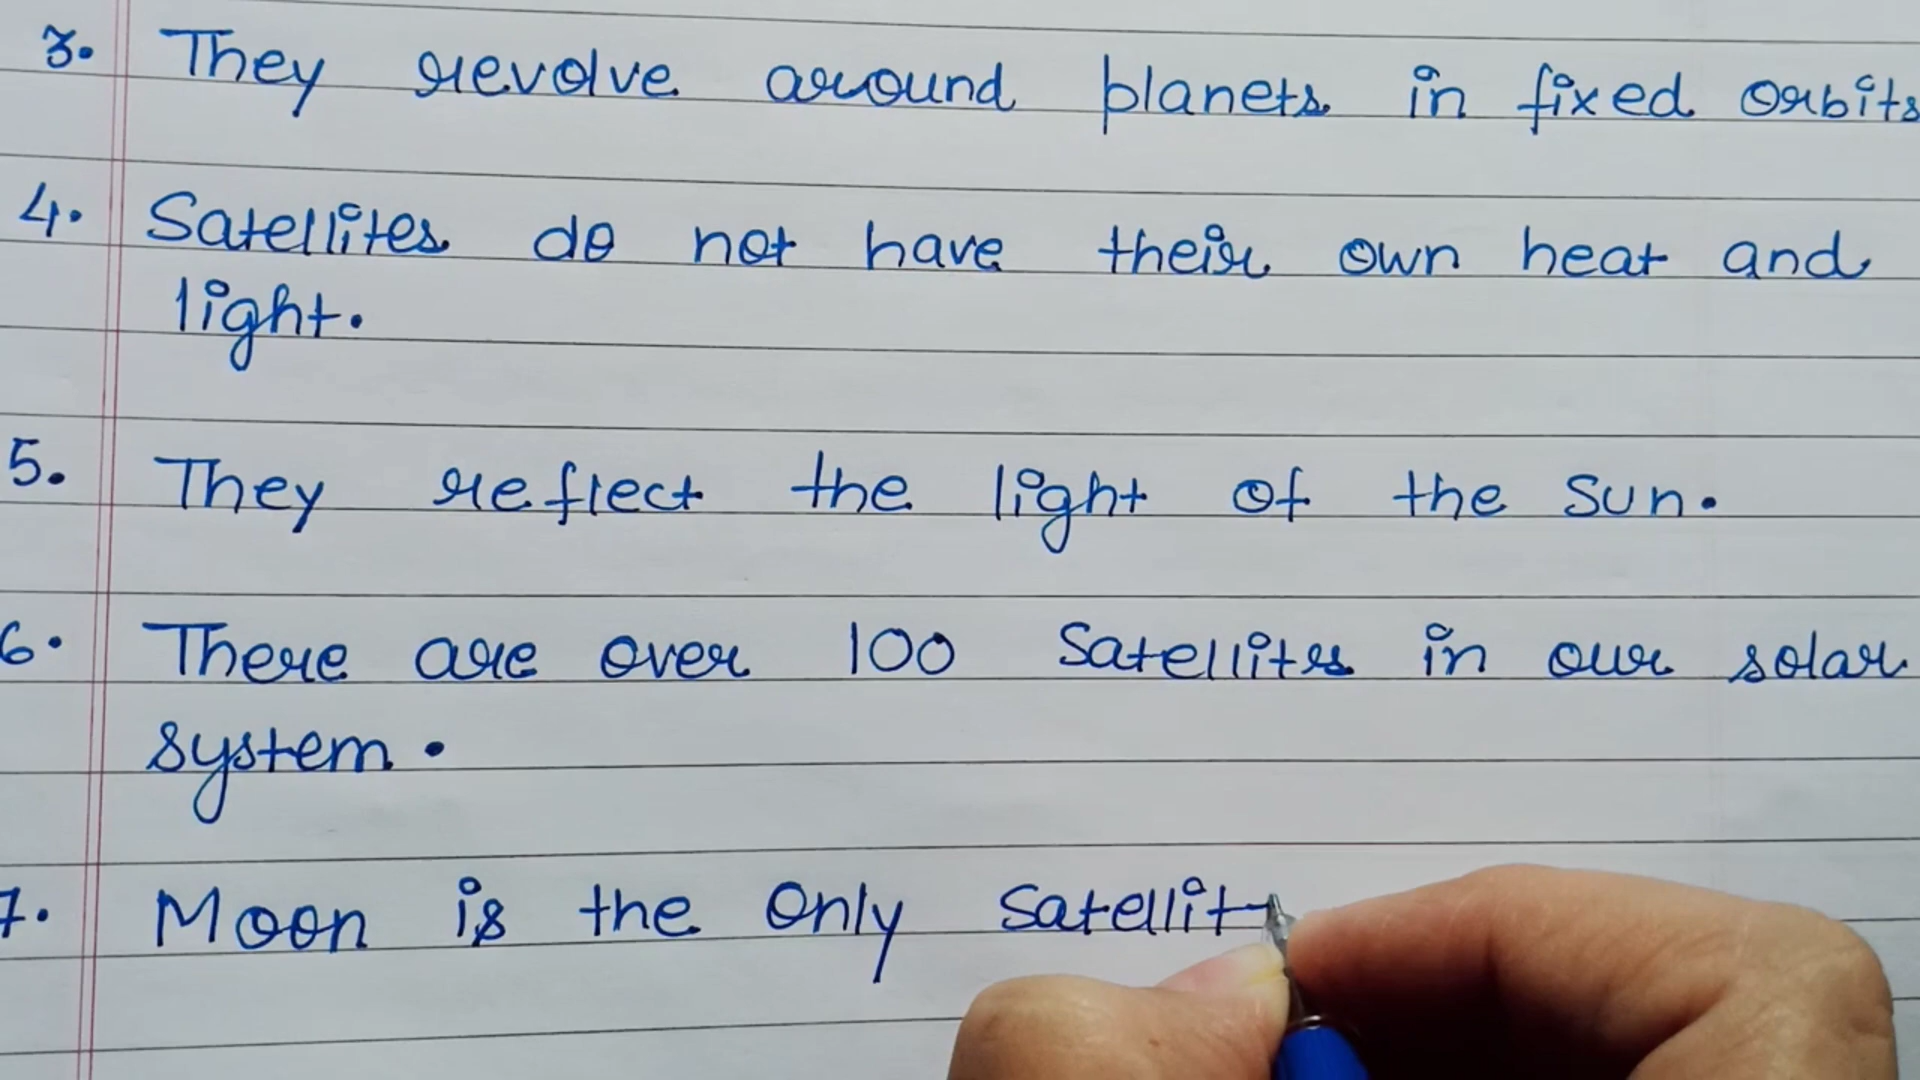 3. They revolve around planets in fixed orbits
4. Satellites do not have their own heat and
light.
5. They reflect the light of the sun.
6. There are over 100 Satellites in our solar
system.
7. Moon is the only Satellit